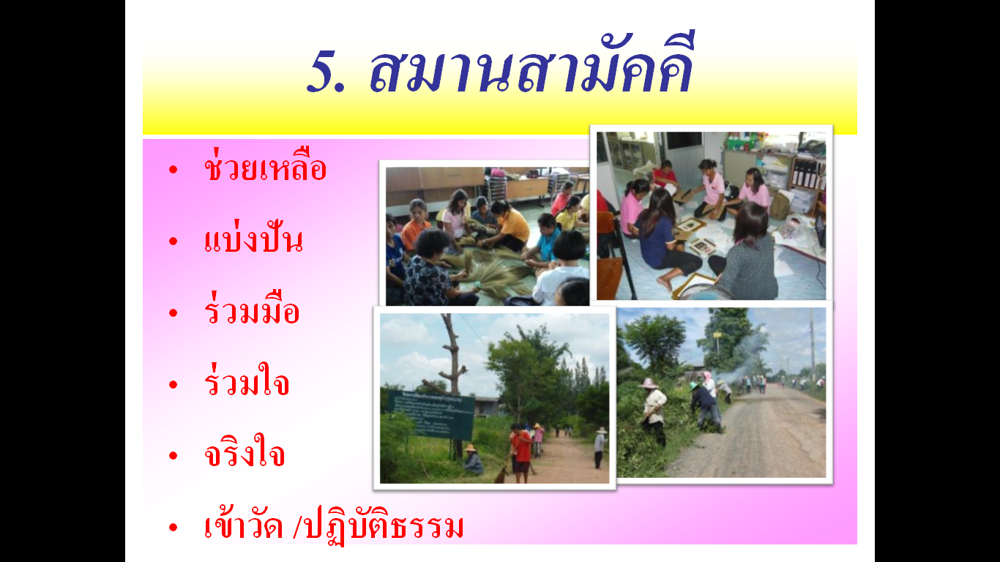 5. สมานสามัคคี
• ช่วยเหลือ
• แบ่งปัน
• ร่วมมือ
• ร่วมใจ
• จริงใจ
• เข้าวัด /ปฏิบัติธรรม